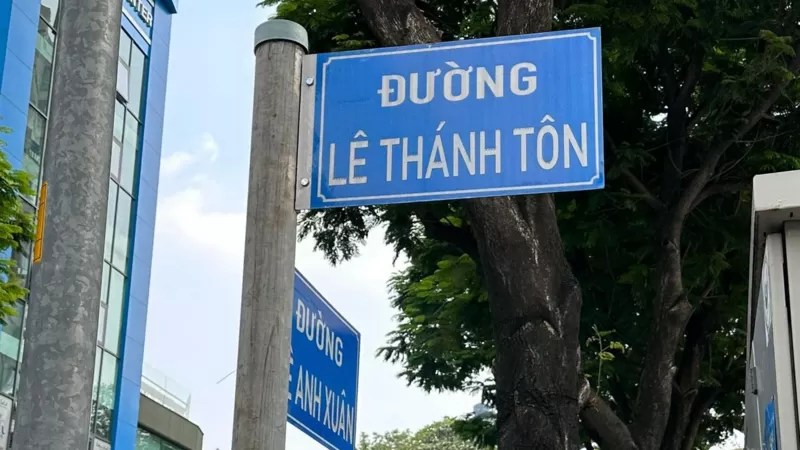 ĐƯỜNG
LÊ THÁNH TÔN
ĐƯỜNG
ANH XUÂN